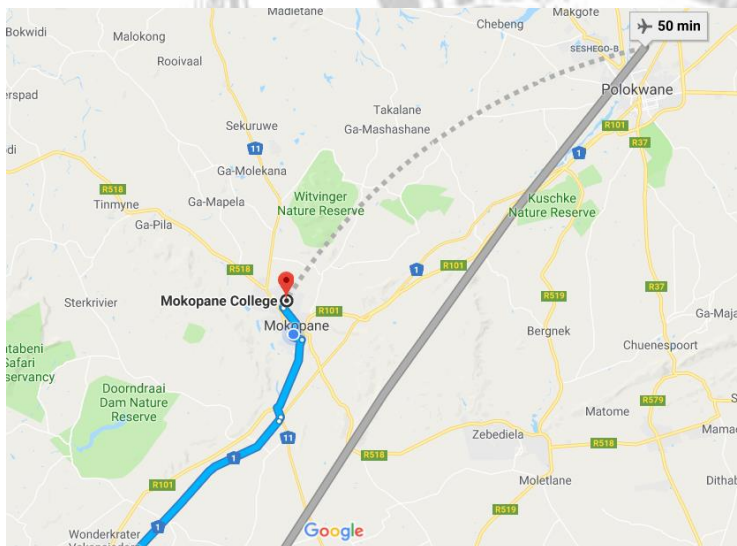 Madietane
Makgofe
Chebeng
50 min
Bokwidi
Malokong
SESHEGO-B
Rooivaal
erspad
Polokwane
Takalane
Sekuruwe
Ga-Mashashane
R101
R37
1
11
di
Ga-Molekana
R518
Witvinger
Nature Reserve
Kuschke
Nature Reserve
Tinmyne
Ga-Mapela
Ga-Pila
R518
1
R101
R519
R37
Sterkrivier
Mokopane College
R101
Ga-Maja
Mokopane
Bergnek
Chuenespoort
Safari
servancy
Doorndraai
Dam Nature
Reserve
R579
Matome
Mamao
Zebediela
11
R518
R518
1
R101
Moletlane
Dithab
R519
Google
Wonderkrater
1